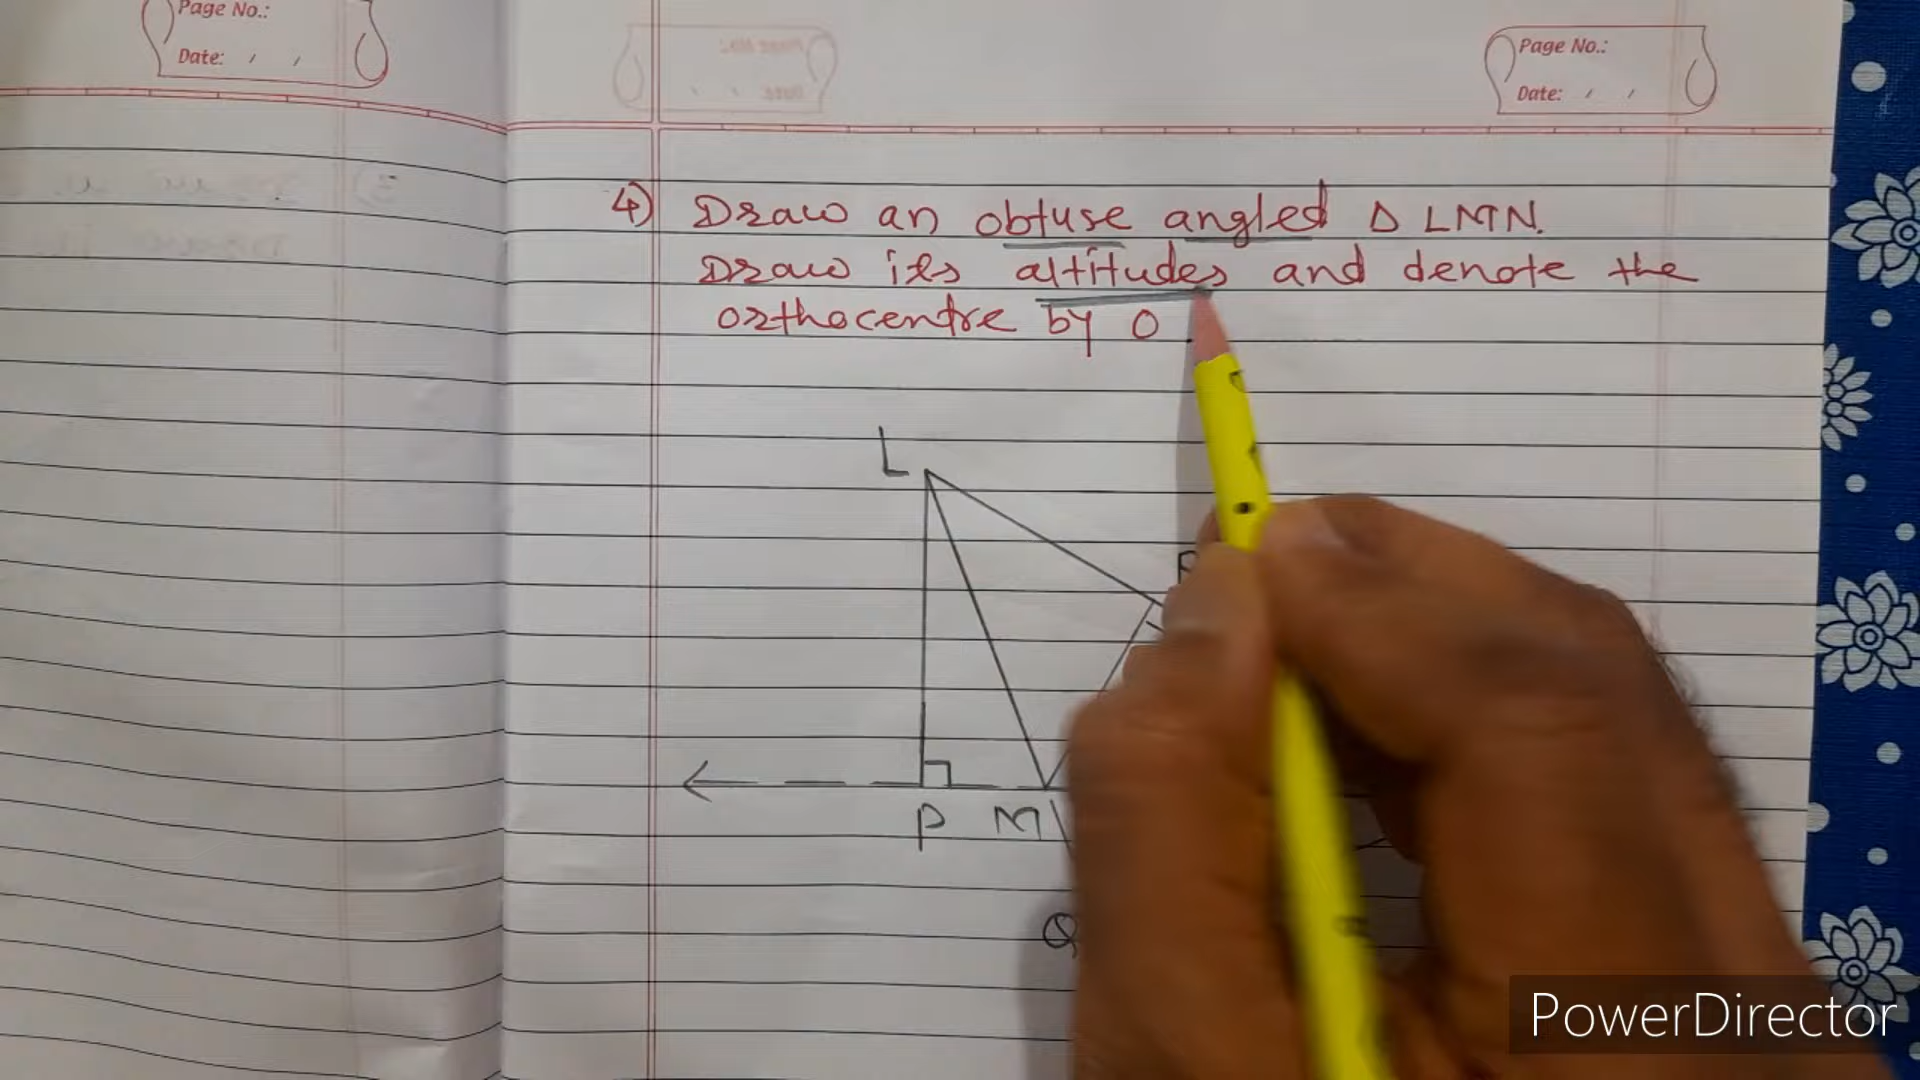 Page No.:
Date: / /
Page No.:
Date: / /
4) Draw an obtuse angled Δ LMN.
Draw its altitudes and denote the
orthocentre by O
L
P M
Q
PowerDirector